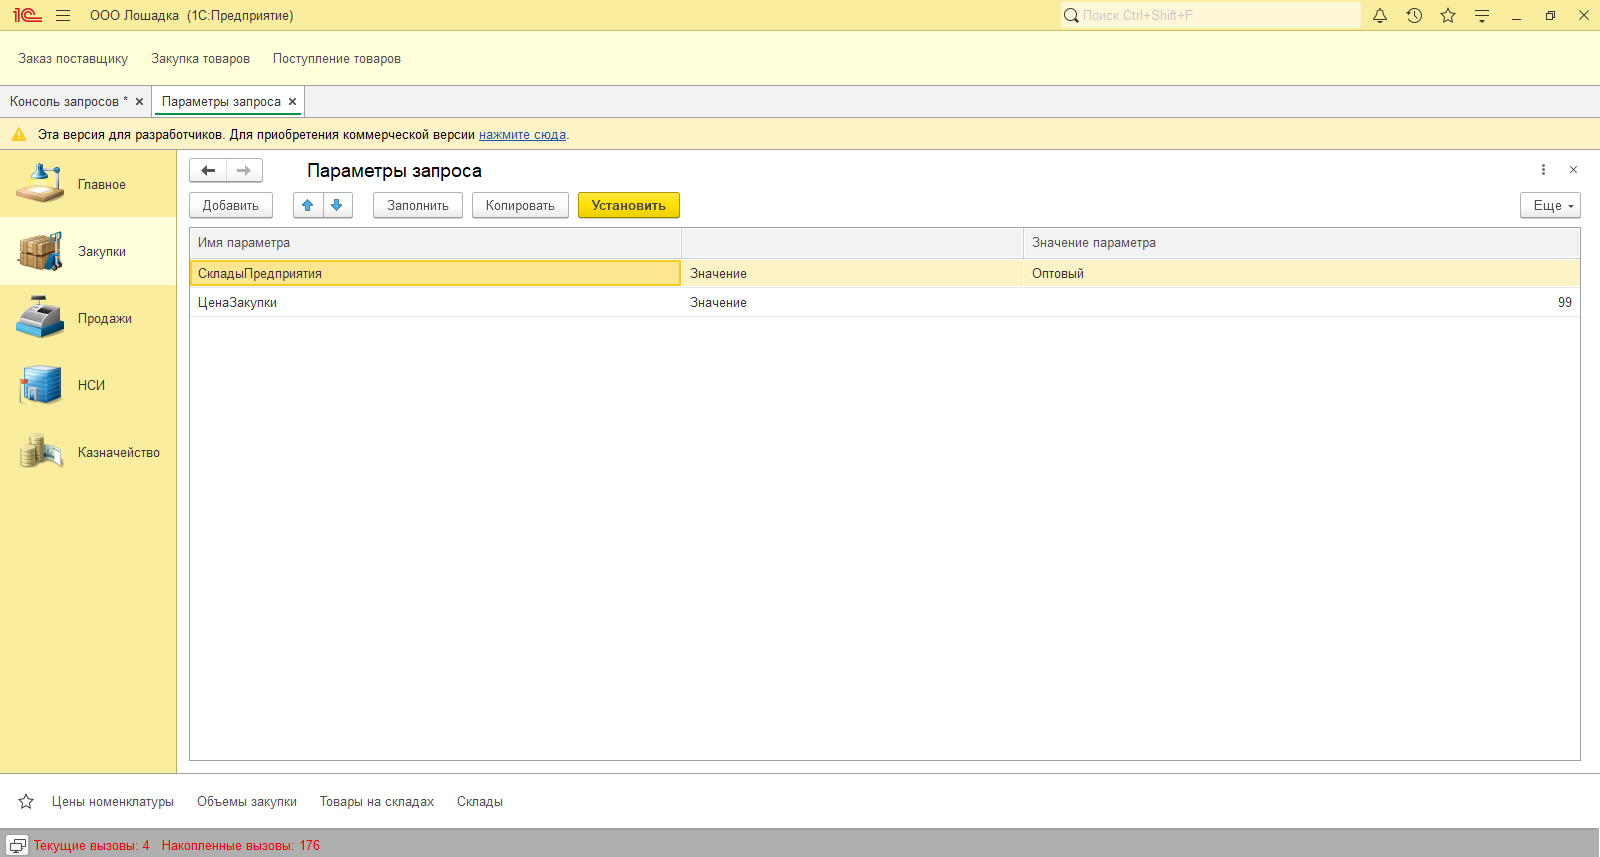 1С ООО Лошадка (1С:Предприятие) Поиск Ctrl+Shift+F
Заказ поставщику Закупка товаров Поступление товаров
Консоль запросов * × Параметры запроса ×
Эта версия для разработчиков. Для приобретения коммерческой версии нажмите сюда.
Главное
Закупки
Продажи
НСИ
Казначейство
Параметры запроса
Добавить Заполнить Копировать Установить Еще
Имя параметра Значение параметра
СкладыПредприятия Значение Оптовый
ЦенаЗакупки Значение 99
Цены номенклатуры Объемы закупки Товары на складах Склады
Текущие вызовы: 4 Накопленные вызовы: 176